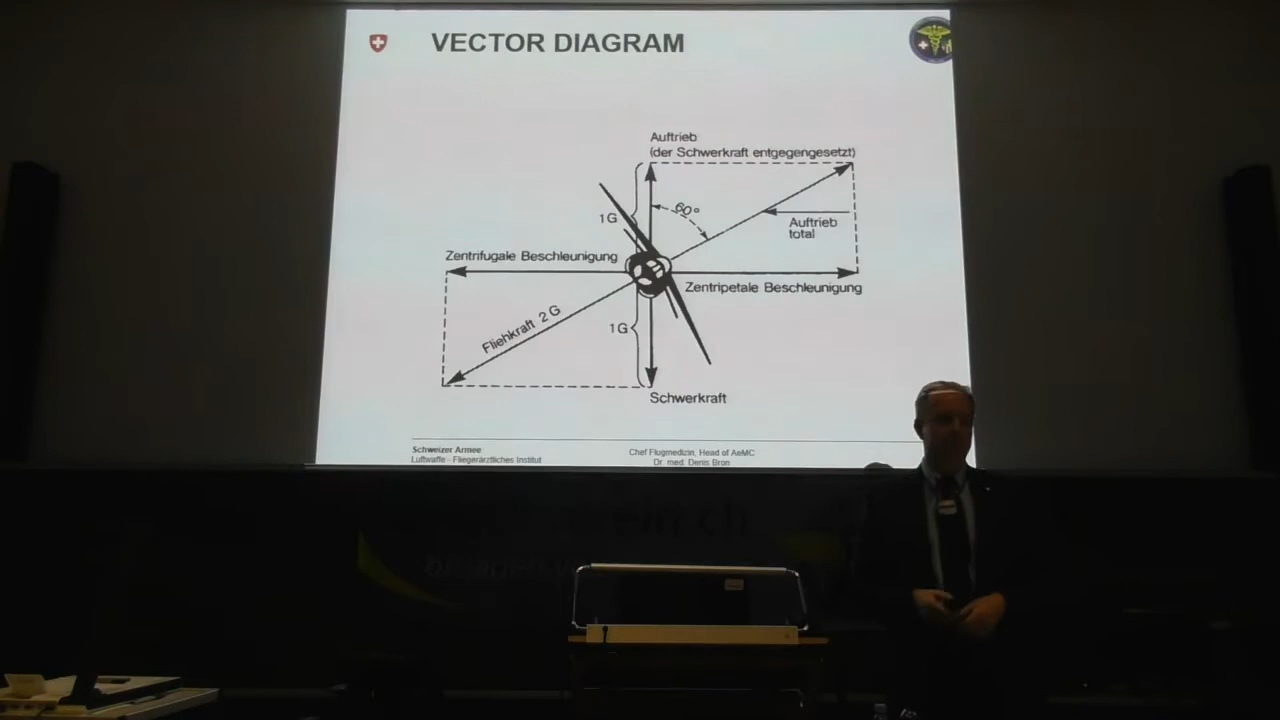 VECTOR DIAGRAM
Auftrieb
(der Schwerkraft entgegengesetzt)
1G
60°
Auftrieb
total
Zentrifugale Beschleunigung
Zentripetale Beschleunigung
Fliehkraft 2 G
1G
Schwerkraft
Schweizer Armee
Luftwaffe - Fliegerärztliches Institut
Chef Flugmedizin, Head of AeMC
Dr. med. Denis Bron